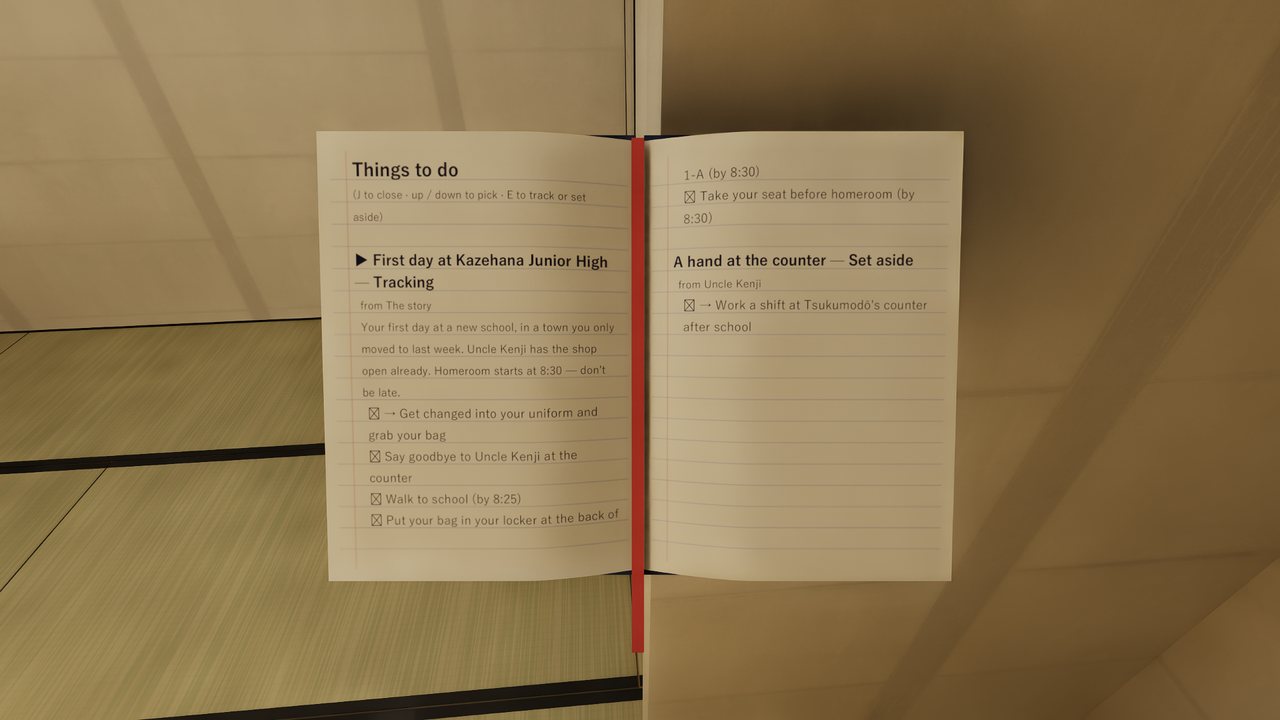 Things to do
(J to close · up / down to pick · E to track or set
aside)
▶ First day at Kazehana Junior High
— Tracking
from The story
Your first day at a new school, in a town you only
moved to last week. Uncle Kenji has the shop
open already. Homeroom starts at 8:30 — don't
be late.
☒ → Get changed into your uniform and
grab your bag
☒ Say goodbye to Uncle Kenji at the
counter
☒ Walk to school (by 8:25)
☒ Put your bag in your locker at the back of
1-A (by 8:30)
☒ Take your seat before homeroom (by
8:30)
A hand at the counter — Set aside
from Uncle Kenji
☒ → Work a shift at Tsukumodō's counter
after school